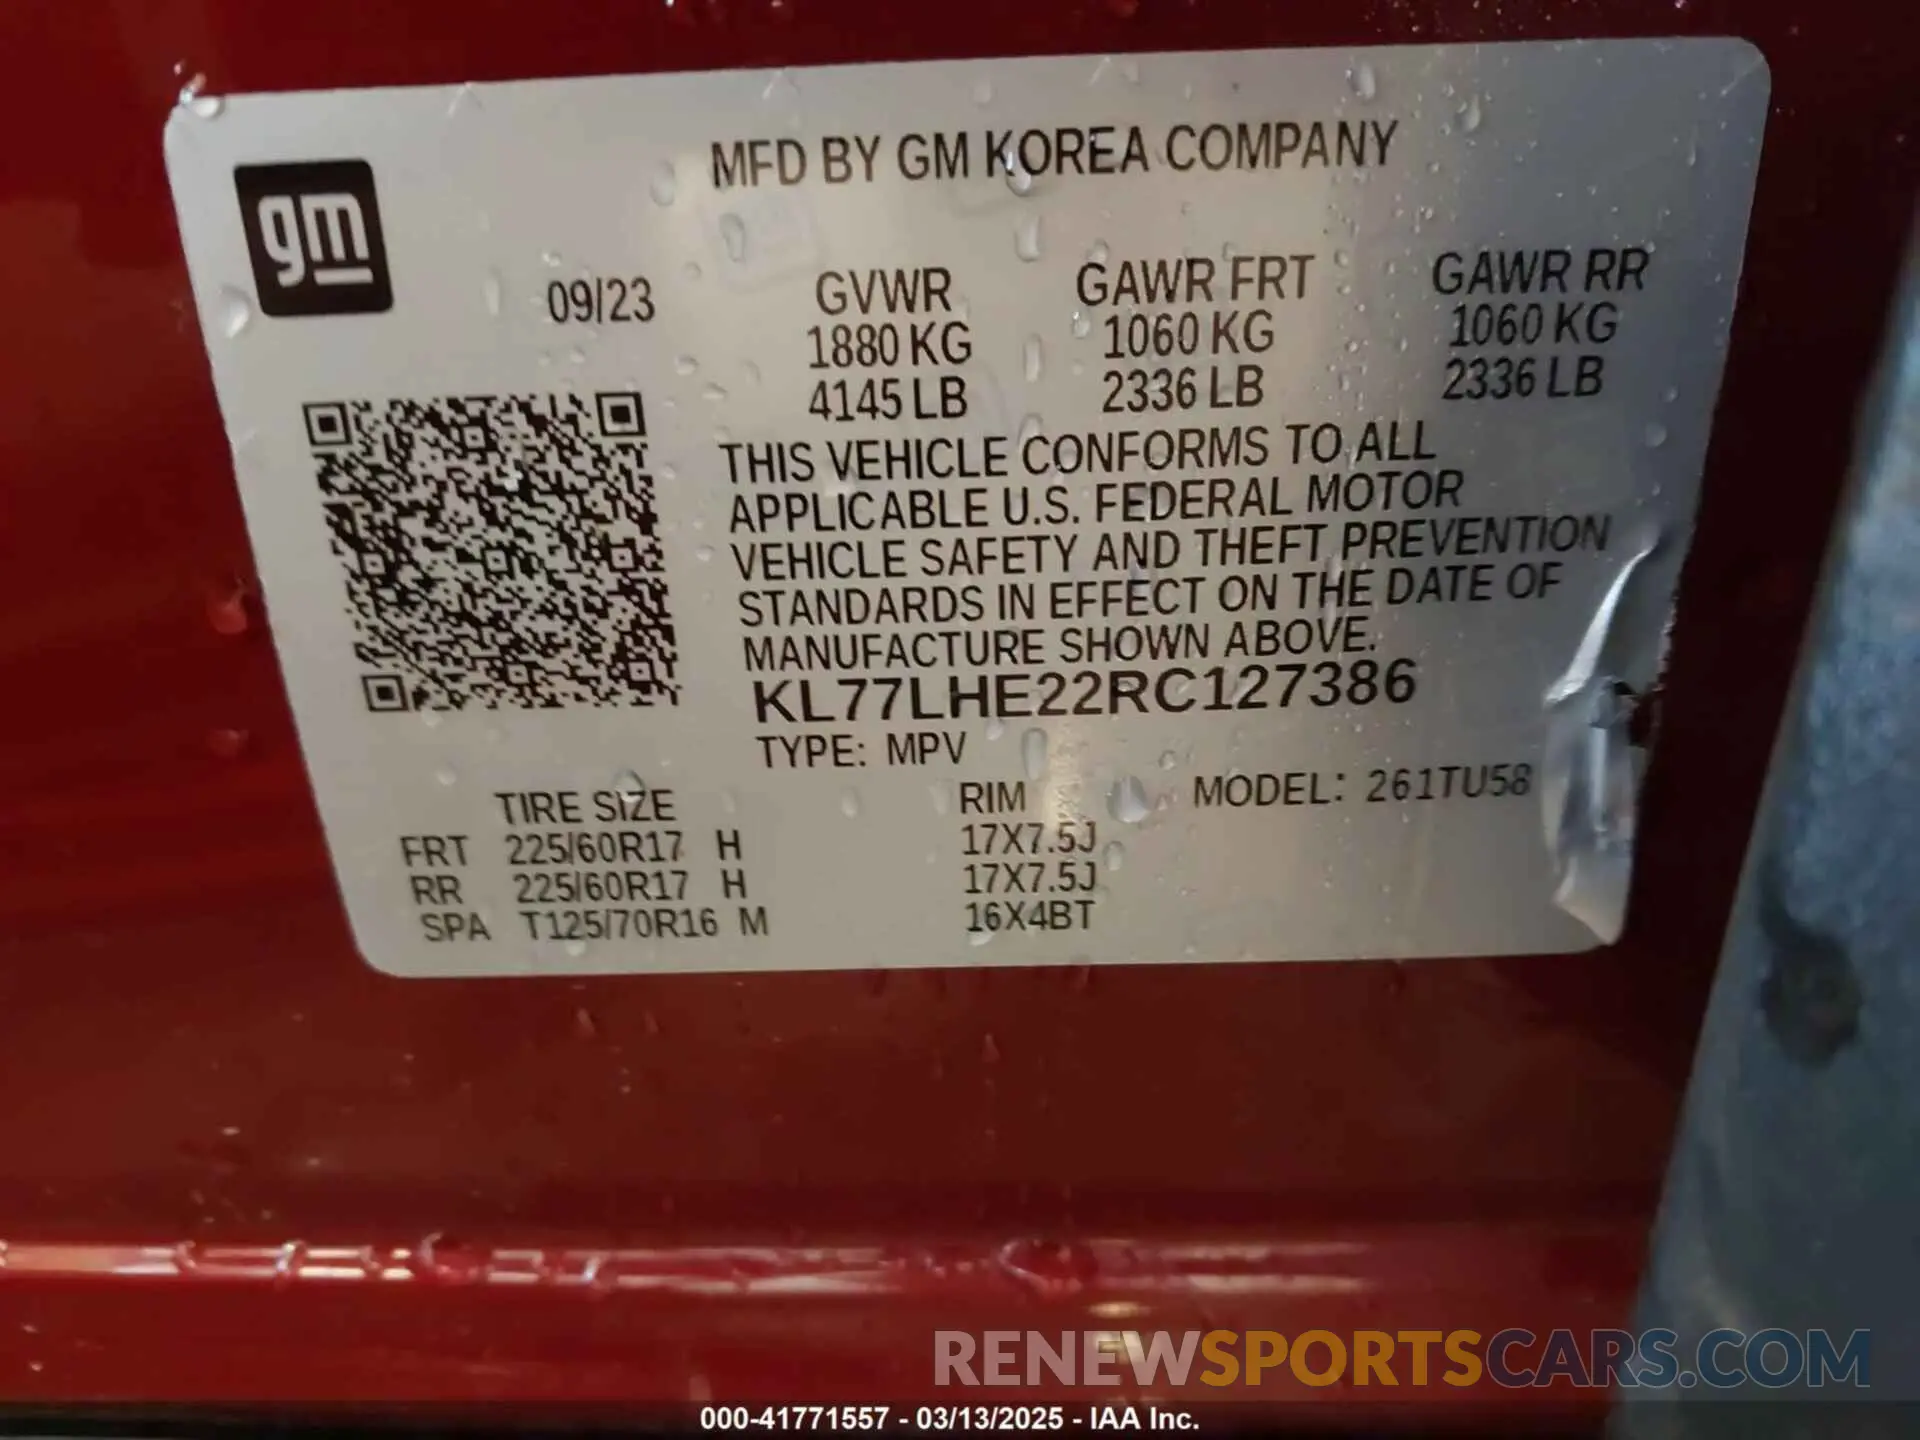 MFD BY GM KOREA COMPANY
gm
09/23 GVWR GAWR FRT GAWR RR
1880 KG 1060 KG 1060 KG
4145 LB 2336 LB 2336 LB
THIS VEHICLE CONFORMS TO ALL
APPLICABLE U.S. FEDERAL MOTOR
VEHICLE SAFETY AND THEFT PREVENTION
STANDARDS IN EFFECT ON THE DATE OF
MANUFACTURE SHOWN ABOVE.
KL77LHE22RC127386
TYPE: MPV
TIRE SIZE RIM MODEL: 261TU58
FRT 225/60R17 H 17X7.5J
RR 225/60R17 H 17X7.5J
SPA T125/70R16 M 16X4BT
RENEWSPORTSCARS.COM
000-41771557 - 03/13/2025 - IAA Inc.